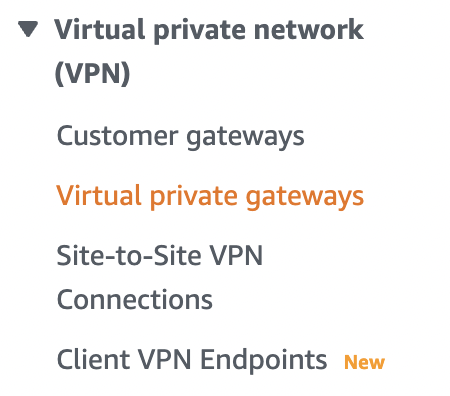 Virtual private network
(VPN)
Customer gateways
Virtual private gateways
Site-to-Site VPN
Connections
Client VPN Endpoints New